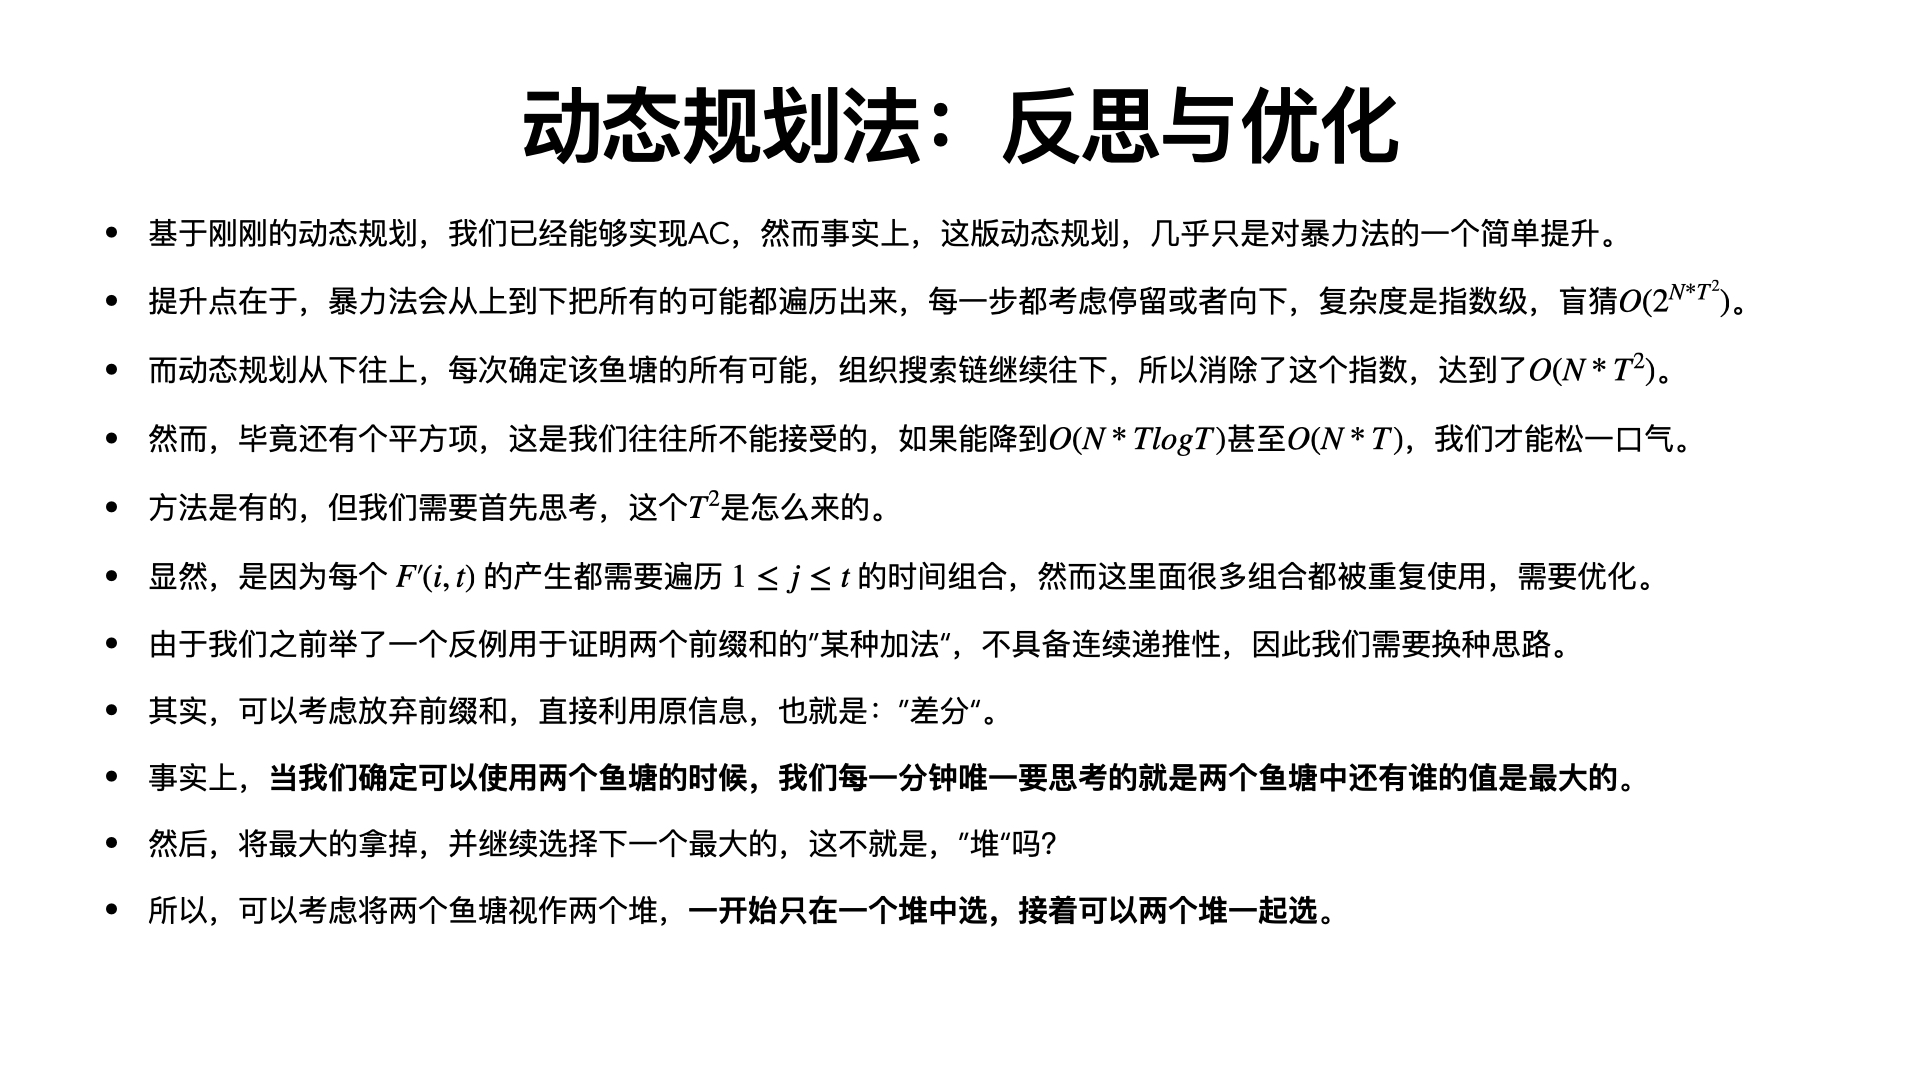 动态规划法：反思与优化
• 基于刚刚的动态规划，我们已经能够实现AC，然而事实上，这版动态规划，几乎只是对暴力法的一个简单提升。
• 提升点在于，暴力法会从上到下把所有的可能都遍历出来，每一步都考虑停留或者向下，复杂度是指数级，盲猜$O(2^{N*T^2})$。
• 而动态规划从下往上，每次确定该鱼塘的所有可能，组织搜索链继续往下，所以消除了这个指数，达到了$O(N*T^2)$。
• 然而，毕竟还有个平方项，这是我们往往所不能接受的，如果能降到$O(N*TlogT)$甚至$O(N*T)$，我们才能松一口气。
• 方法是有的，但我们需要首先思考，这个$T^2$是怎么来的。
• 显然，是因为每个 $F'(i,t)$ 的产生都需要遍历 $1 ≤ j ≤ t$ 的时间组合，然而这里面很多组合都被重复使用，需要优化。
• 由于我们之前举了一个反例用于证明两个前缀和的”某种加法“，不具备连续递推性，因此我们需要换种思路。
• 其实，可以考虑放弃前缀和，直接利用原信息，也就是：”差分“。
• 事实上，当我们确定可以使用两个鱼塘的时候，我们每一分钟唯一要思考的就是两个鱼塘中还有谁的值是最大的。
• 然后，将最大的拿掉，并继续选择下一个最大的，这不就是，”堆“吗？
• 所以，可以考虑将两个鱼塘视作两个堆，一开始只在一个堆中选，接着可以两个堆一起选。